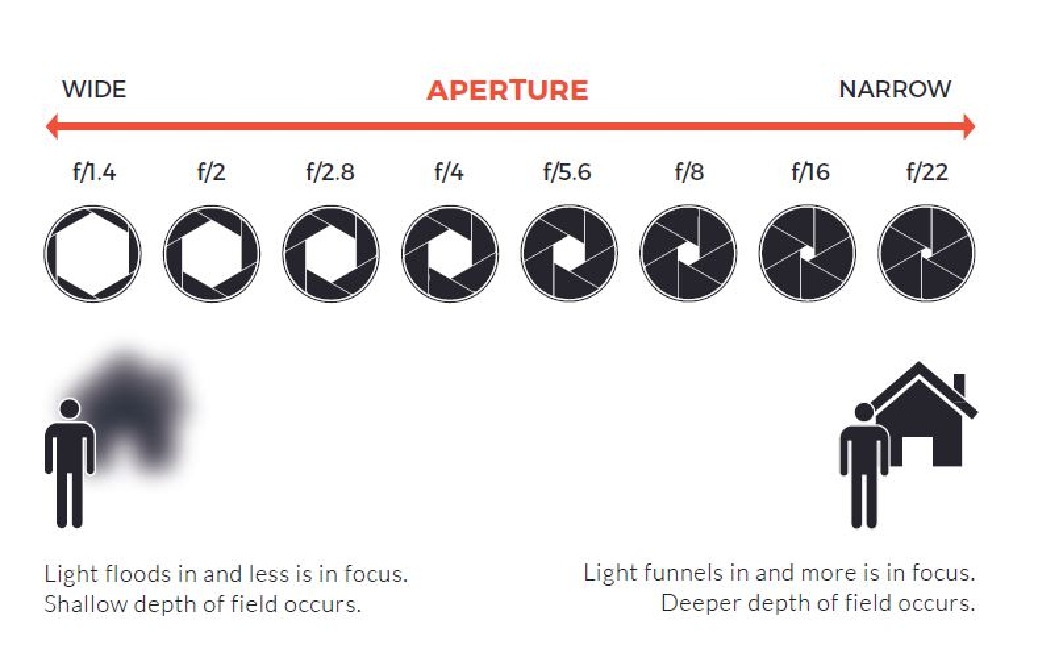 WIDE APERTURE NARROW
f/1.4 f/2 f/2.8 f/4 f/5.6 f/8 f/16 f/22
Light floods in and less is in focus.
Shallow depth of field occurs.
Light funnels in and more is in focus.
Deeper depth of field occurs.